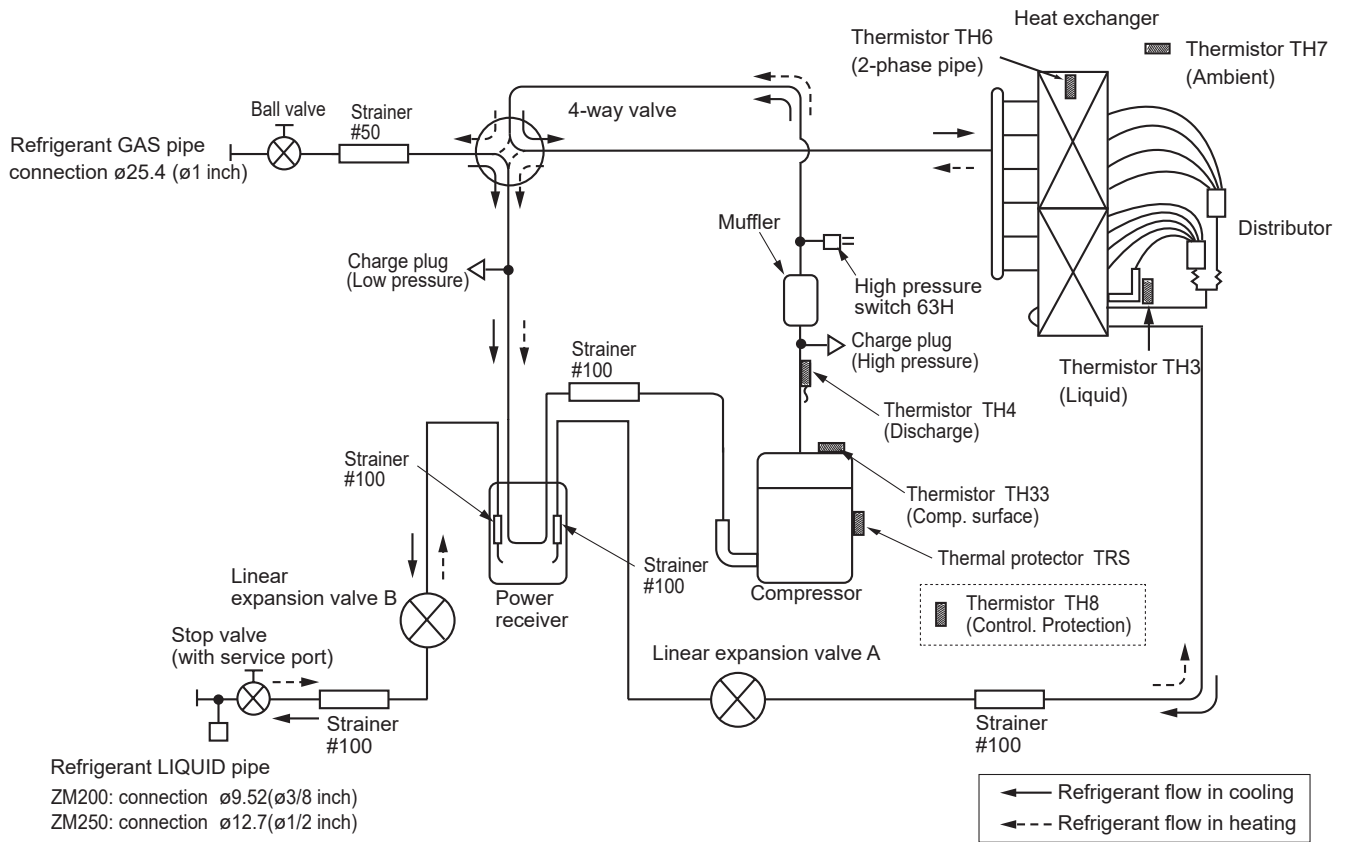 Heat exchanger
Thermistor TH6
(2-phase pipe)
Thermistor TH7
(Ambient)
Ball valve
Strainer
#50
4-way valve
Refrigerant GAS pipe
connection ø25.4 (ø1 inch)
Muffler
Distributor
Charge plug
(Low pressure)
High pressure
switch 63H
Charge plug
(High pressure)
Strainer
#100
Thermistor TH3
(Liquid)
Thermistor TH4
(Discharge)
Strainer
#100
Thermistor TH33
(Comp. surface)
Strainer
#100
Thermal protector TRS
Linear
expansion valve B
Power
receiver
Compressor
Thermistor TH8
(Control. Protection)
Stop valve
(with service port)
Linear expansion valve A
Strainer
#100
Strainer
#100
Refrigerant LIQUID pipe
ZM200: connection ø9.52(ø3/8 inch)
ZM250: connection ø12.7(ø1/2 inch)
Refrigerant flow in cooling
Refrigerant flow in heating